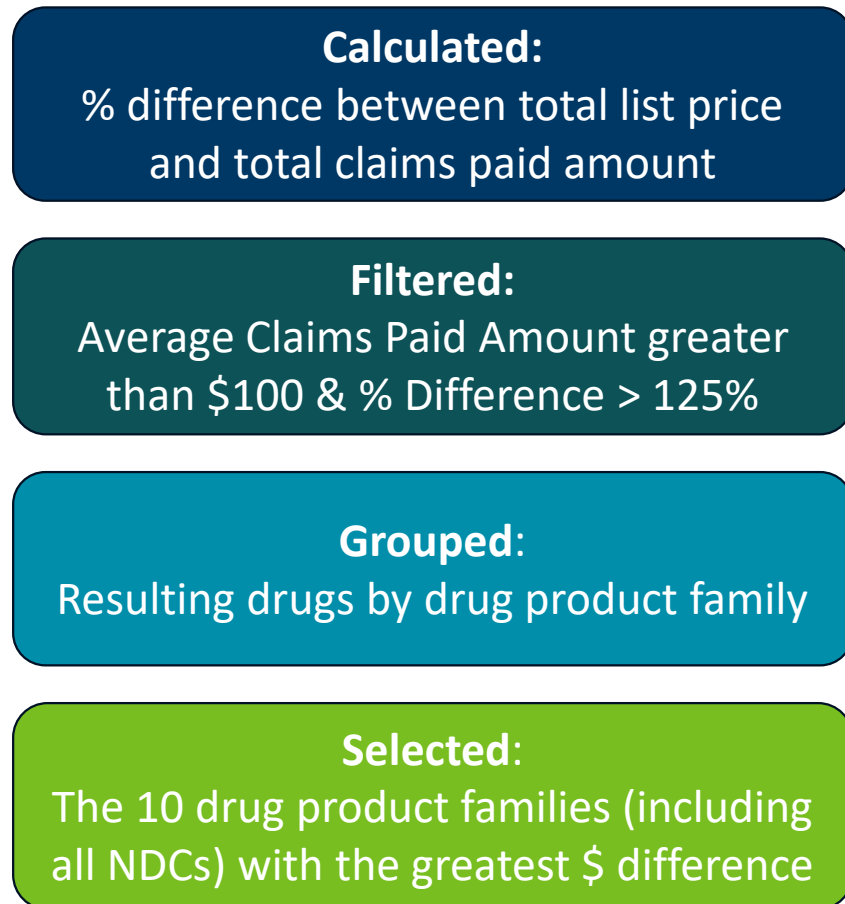 Calculated:
% difference between total list price
and total claims paid amount
Filtered:
Average Claims Paid Amount greater
than $100 & % Difference > 125%
Grouped:
Resulting drugs by drug product family
Selected:
The 10 drug product families (including
all NDCs) with the greatest $ difference